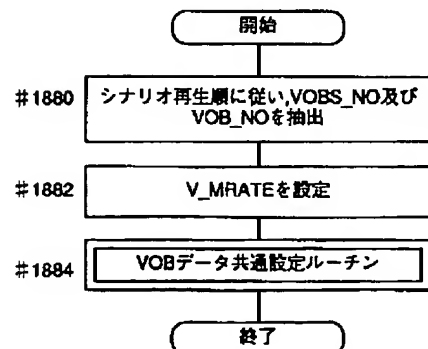 開始
#1880
シナリオ再生順に従い,VOBS_NO及び
VOB_NOを抽出
#1882
V_MRATEを設定
#1884
VOBデータ共通設定ルーチン
終了